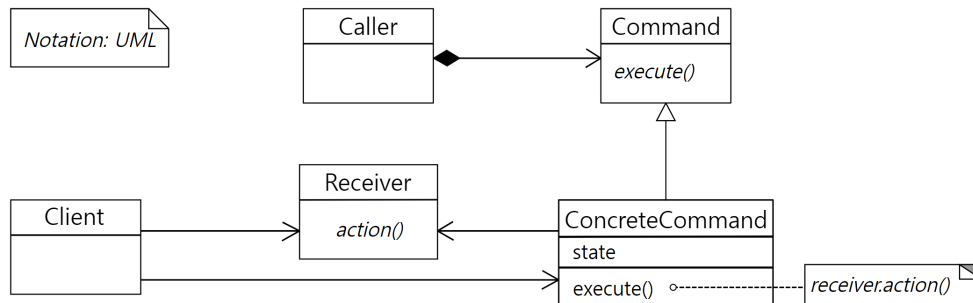 Notation: UML
Caller
Command
execute()
Receiver
action()
Client
ConcreteCommand
state
execute()
receiver.action()